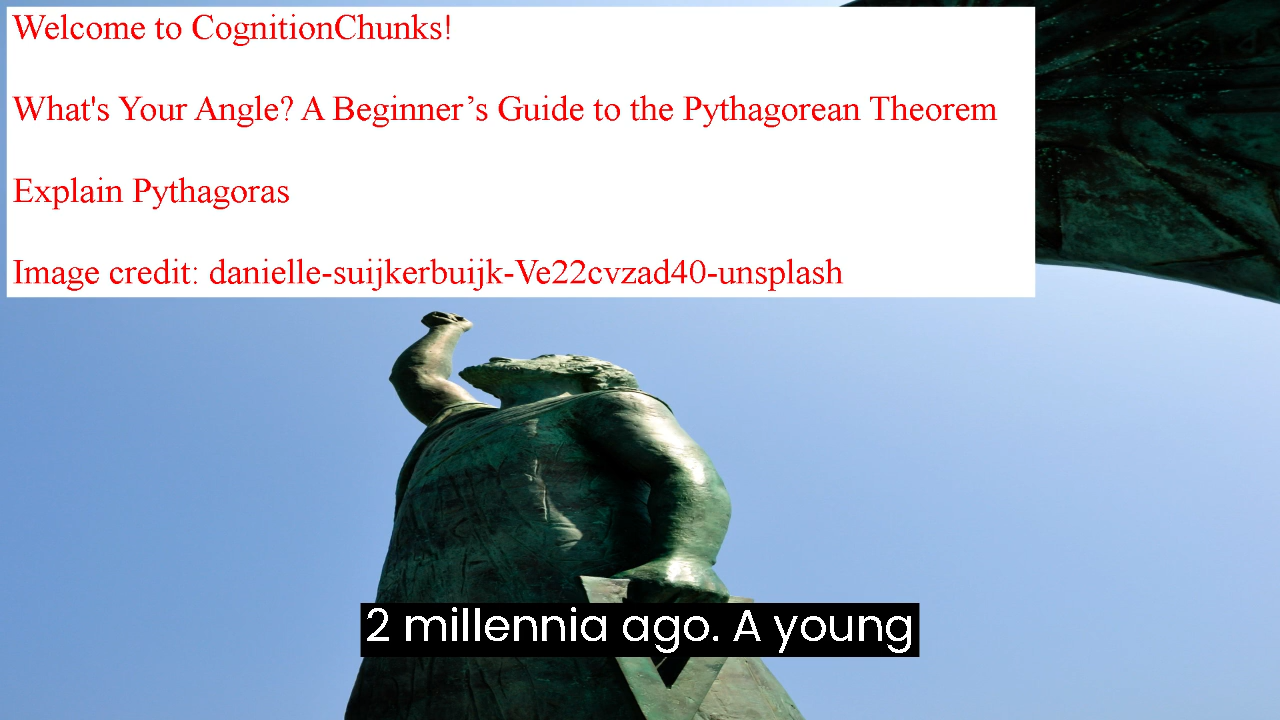 Welcome to CognitionChunks!
What's Your Angle? A Beginner’s Guide to the Pythagorean Theorem
Explain Pythagoras
Image credit: danielle-suijkerbuijk-Ve22cvzad40-unsplash
2 millennia ago. A young